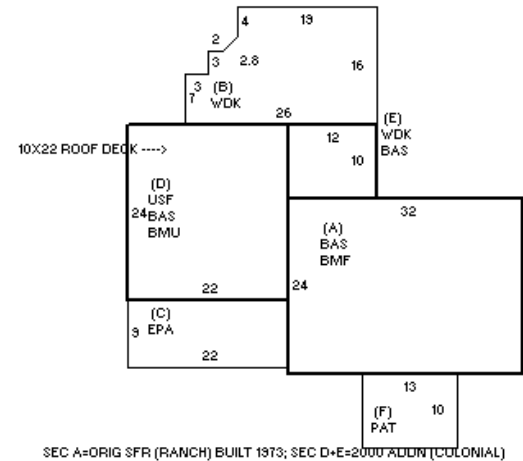 4 19
2
3 2.8 16
3 (B)
7 WDK
26 (E)
12 WDK
10X22 ROOF DECK ----> 10 BAS
(D)
USF
24 BAS
BMU
32
(A)
BAS
BMF
24
22
(C)
9 EPA
22
13
(F) 10
PAT
SEC A=ORIG SFR (RANCH) BUILT 1973; SEC D+E=2000 ADDN (COLONIAL)